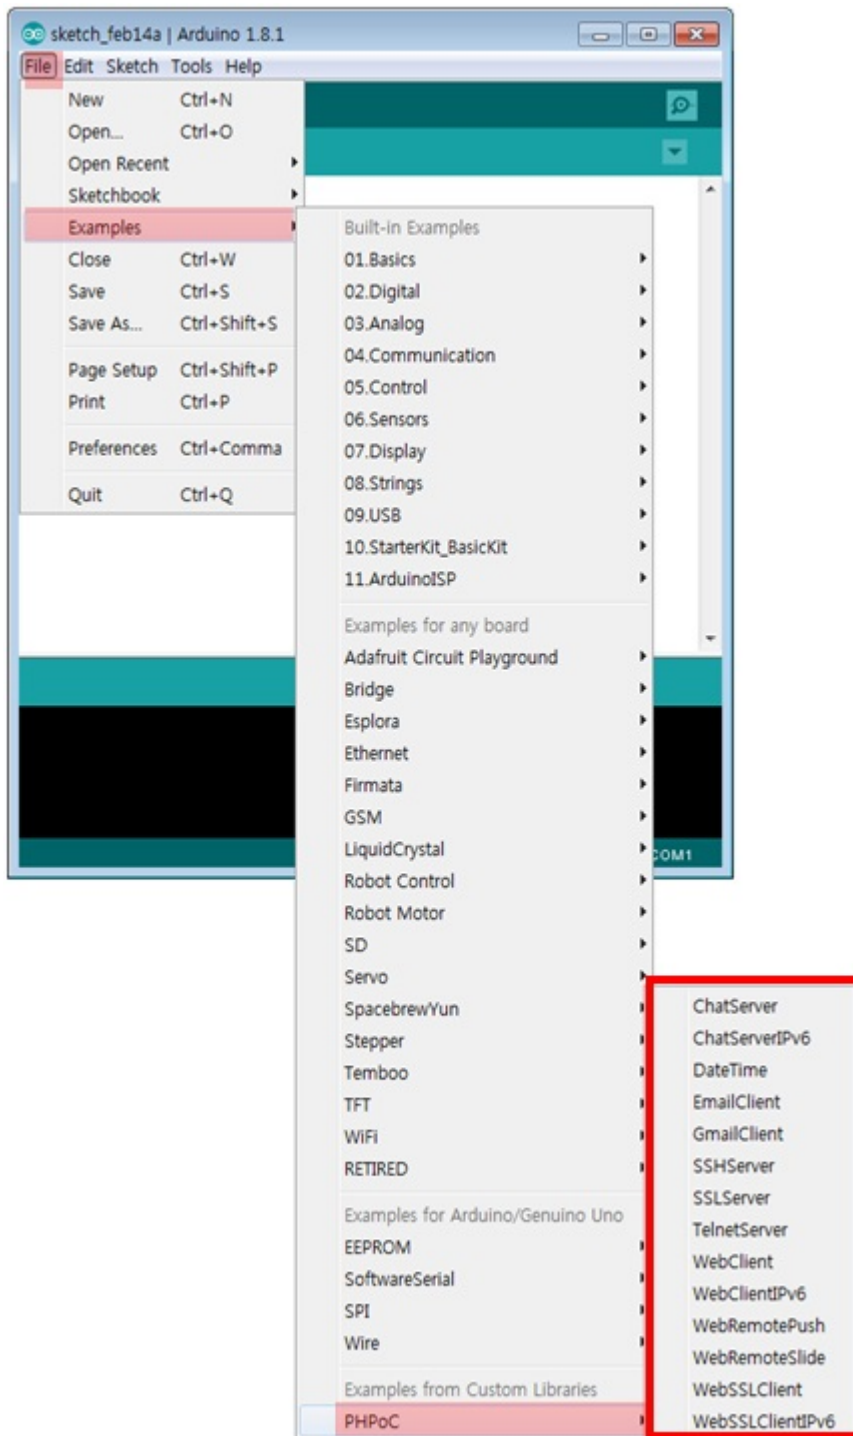 sketch_feb14a | Arduino 1.8.1
File Edit Sketch Tools Help
New Ctrl+N
Open... Ctrl+O
Open Recent
Sketchbook
Examples
Close Ctrl+W
Save Ctrl+S
Save As... Ctrl+Shift+S
Page Setup Ctrl+Shift+P
Print Ctrl+P
Preferences Ctrl+Comma
Quit Ctrl+Q
Built-in Examples
01.Basics
02.Digital
03.Analog
04.Communication
05.Control
06.Sensors
07.Display
08.Strings
09.USB
10.StarterKit_BasicKit
11.ArduinoISP
Examples for any board
Adafruit Circuit Playground
Bridge
Esplora
Ethernet
Firmata
GSM
LiquidCrystal
Robot Control
Robot Motor
SD
Servo
SpacebrewYun
Stepper
Temboo
TFT
WiFi
RETIRED
Examples for Arduino/Genuino Uno
EEPROM
SoftwareSerial
SPI
Wire
Examples from Custom Libraries
PHPoC
COM1
ChatServer
ChatServerIPv6
DateTime
EmailClient
GmailClient
SSHServer
SSLServer
TelnetServer
WebClient
WebClientIPv6
WebRemotePush
WebRemoteSlide
WebSSLClient
WebSSLClientIPv6